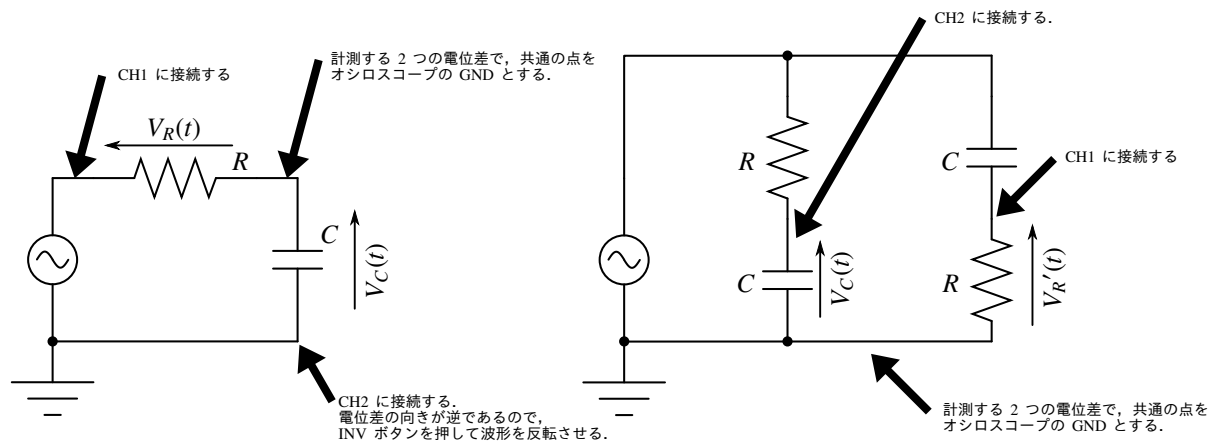 CH1 に接続する
計測する 2 つの電位差で，共通の点を
オシロスコープの GND とする．
V_R(t)
R
C
V_C(t)
CH2 に接続する．
電位差の向きが逆であるので，
INV ボタンを押して波形を反転させる．
CH2 に接続する．
R
C
V_C(t)
C
CH1 に接続する
R
V_R'(t)
計測する 2 つの電位差で，共通の点を
オシロスコープの GND とする．